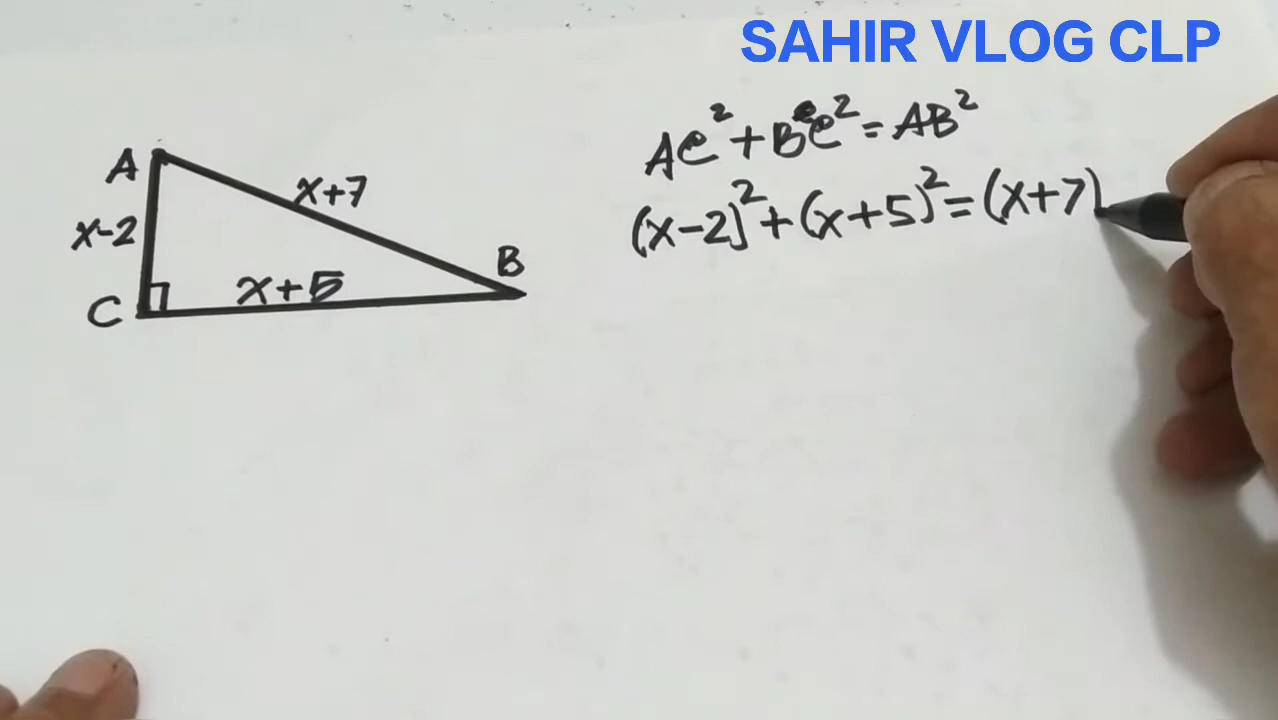 SAHIR VLOG CLP
AC² + BC² = AB²
(x-2)² + (x+5)² = (x+7)
A
x+7
x-2
B
x+5
C